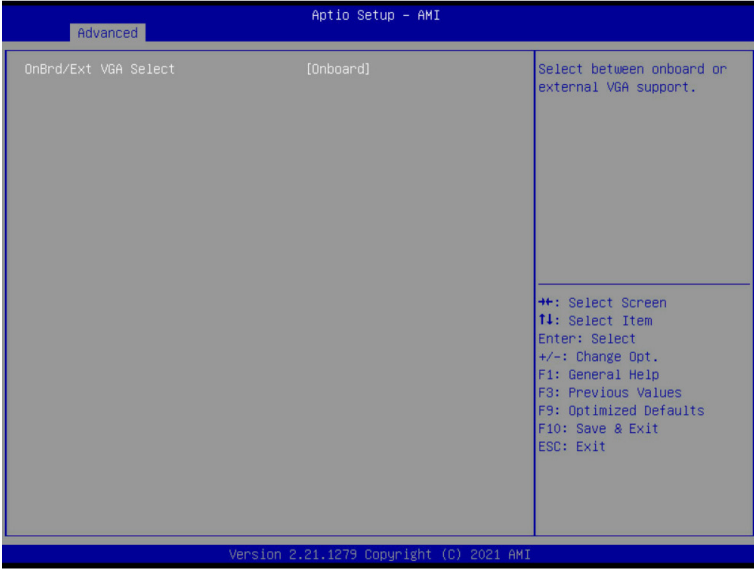 Aptio Setup – AMI
Advanced
OnBrd/Ext VGA Select [Onboard]
Select between onboard or
external VGA support.
→←: Select Screen
↑↓: Select Item
Enter: Select
+/-: Change Opt.
F1: General Help
F3: Previous Values
F9: Optimized Defaults
F10: Save & Exit
ESC: Exit
Version 2.21.1279 Copyright (C) 2021 AMI